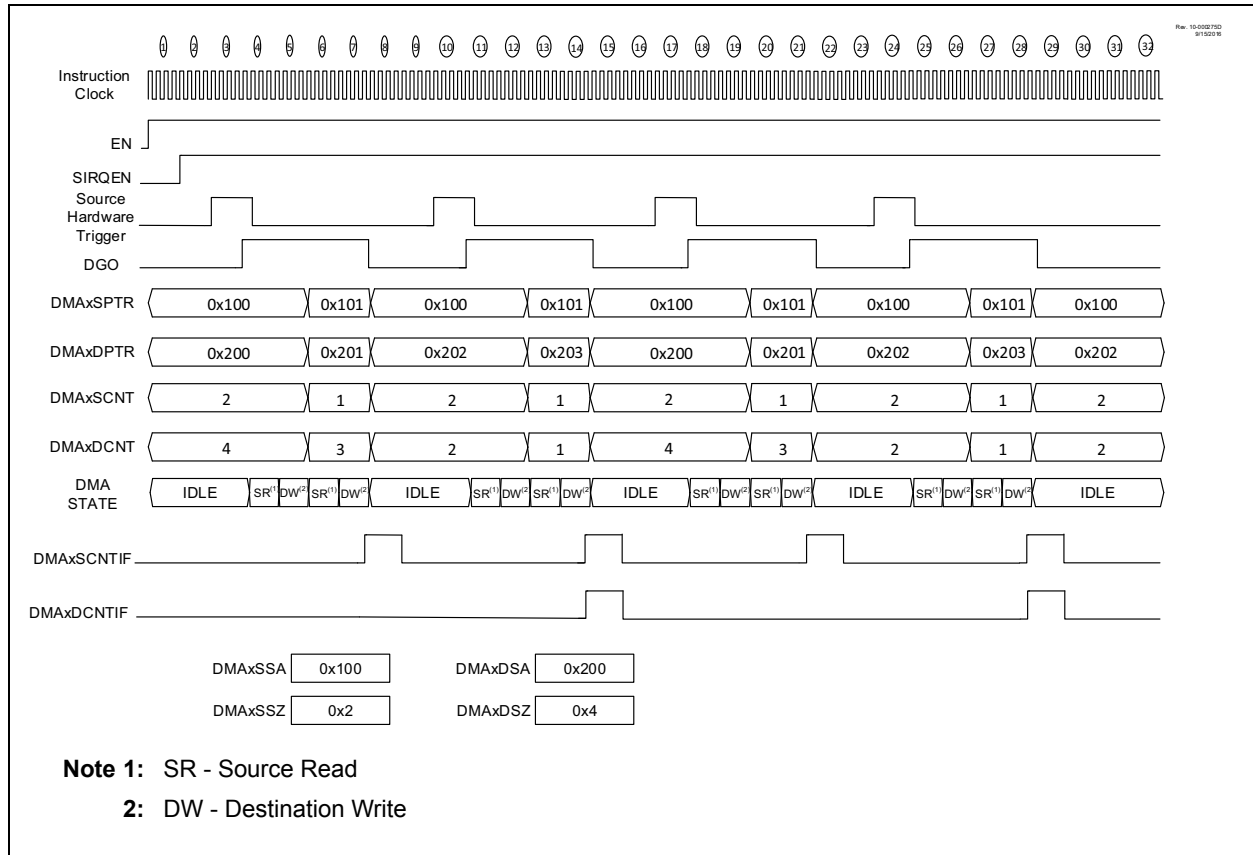 Rev. 10-000275D
9/15/2016
1 2 3 4 5 6 7 8 9 10 11 12 13 14 15 16 17 18 19 20 21 22 23 24 25 26 27 28 29 30 31 32
Instruction
Clock
EN
SIRQEN
Source
Hardware
Trigger
DGO
DMAxSPTR 0x100 0x101 0x100 0x101 0x100 0x101 0x100 0x101 0x100
DMAxDPTR 0x200 0x201 0x202 0x203 0x200 0x201 0x202 0x203 0x202
DMAxSCNT 2 1 2 1 2 1 2 1 2
DMAxDCNT 4 3 2 1 4 3 2 1 2
DMA
STATE
IDLE SR(1) DW(2) SR(1) DW(2) IDLE SR(1) DW(2) SR(1) DW(2) IDLE SR(1) DW(2) SR(1) DW(2) IDLE SR(1) DW(2) SR(1) DW(2) IDLE
DMAxSCNTIF
DMAxDCNTIF
DMAxSSA 0x100 DMAxDSA 0x200
DMAxSSZ 0x2 DMAxDSZ 0x4
Note 1: SR - Source Read
2: DW - Destination Write